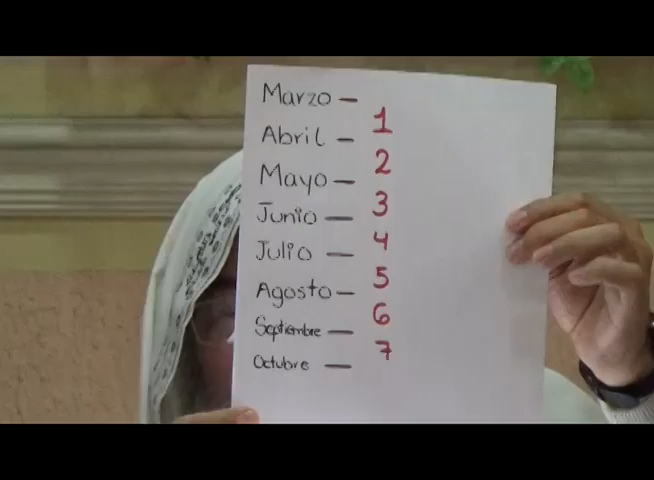 Marzo —
1
Abril —
2
Mayo —
3
Junio —
4
Julio —
5
Agosto —
6
Septiembre —
7
Octubre —